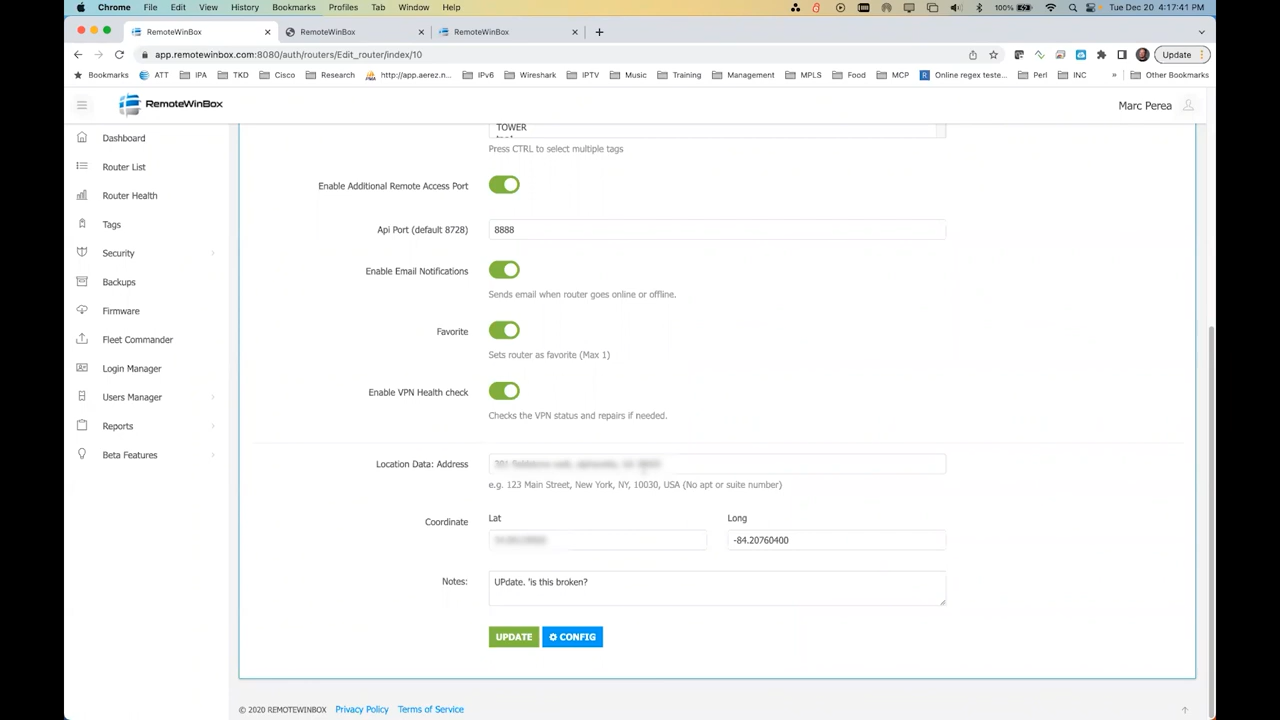 Chrome File Edit View History Bookmarks Profiles Tab Window Help 100% Tue Dec 20 4:17:41 PM
RemoteWinBox RemoteWinBox RemoteWinBox
app.remotewinbox.com:8080/auth/routers/Edit_router/index/10 Update
Bookmarks ATT IPA TKD Cisco Research http://app.aerez.n... IPv6 Wireshark IPTV Music Training Management MPLS Food MCP Online regex teste... Perl INC » Other Bookmarks
RemoteWinBox Marc Perea
Dashboard
Router List
Router Health
Tags
Security
Backups
Firmware
Fleet Commander
Login Manager
Users Manager
Reports
Beta Features
TOWER
Press CTRL to select multiple tags
Enable Additional Remote Access Port
Api Port (default 8728) 8888
Enable Email Notifications
Sends email when router goes online or offline.
Favorite
Sets router as favorite (Max 1)
Enable VPN Health check
Checks the VPN status and repairs if needed.
Location Data: Address
e.g. 123 Main Street, New York, NY, 10030, USA (No apt or suite number)
Coordinate Lat Long
-84.20760400
Notes: UPdate. 'is this broken?
UPDATE CONFIG
© 2020 REMOTEWINBOX Privacy Policy Terms of Service